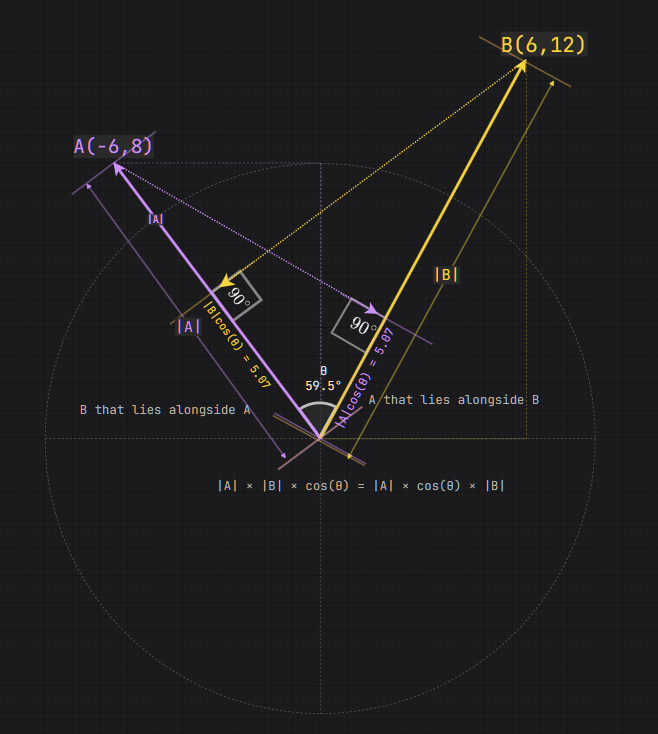 B(6,12)
A(-6,8)
|A|
|B|
90°
|A|
|B|cos(θ) = 5.07
90°
|A|cos(θ) = 5.07
θ
59.5°
B that lies alongside A
A that lies alongside B
|A| × |B| × cos(θ) = |A| × cos(θ) × |B|